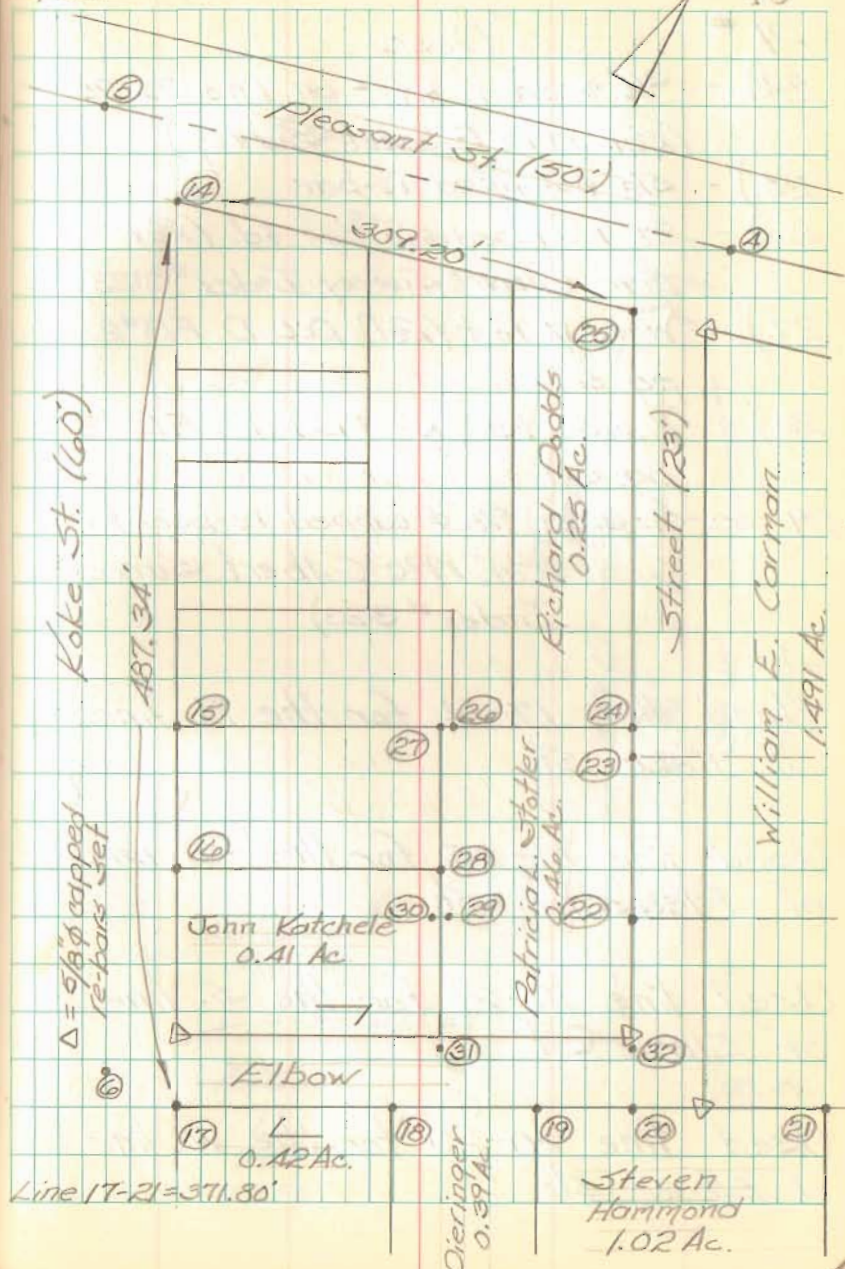 5
Pleasant St. (50')
14
309.20'
4
25
Koke St. (60')
487.34'
Richard Dodds
0.25 Ac.
Street (23')
William E. Carman
1.491 Ac.
15
27
26
24
23
16
28
Patricia L. Stotler
0.46 Ac.
John Katchele
0.41 Ac
30
29
22
Δ = 5/8"φ capped
re-bars set
31
32
6
Elbow
17
18
19
20
21
0.42 Ac.
Dieringer
0.39 Ac.
Steven
Hammond
1.02 Ac.
Line 17-21=371.80'